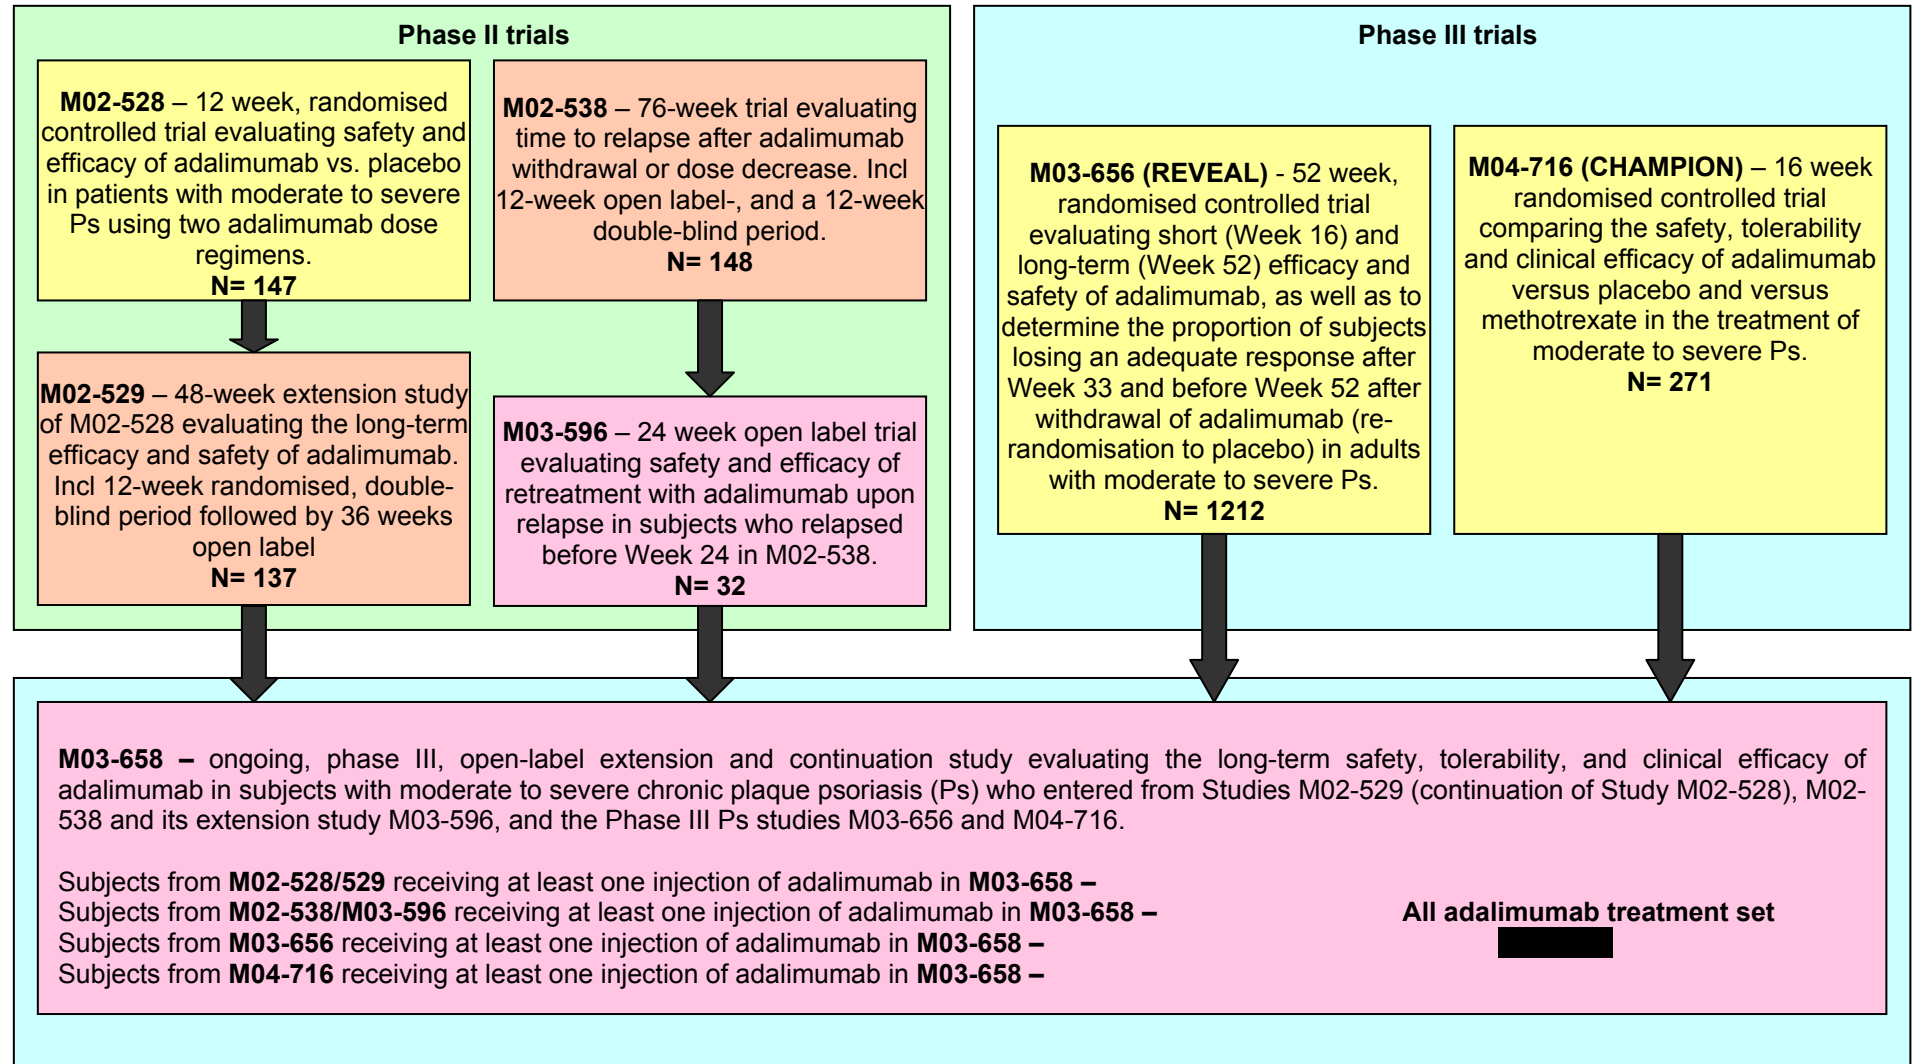 Phase II trials
M02-528 – 12 week, randomised
controlled trial evaluating safety and
efficacy of adalimumab vs. placebo
in patients with moderate to severe
Ps using two adalimumab dose
regimens.
N= 147
M02-538 – 76-week trial evaluating
time to relapse after adalimumab
withdrawal or dose decrease. Incl
12-week open label-, and a 12-week
double-blind period.
N= 148
M02-529 – 48-week extension study
of M02-528 evaluating the long-term
efficacy and safety of adalimumab.
Incl 12-week randomised, double-
blind period followed by 36 weeks
open label
N= 137
M03-596 – 24 week open label trial
evaluating safety and efficacy of
retreatment with adalimumab upon
relapse in subjects who relapsed
before Week 24 in M02-538.
N= 32
Phase III trials
M03-656 (REVEAL) - 52 week,
randomised controlled trial
evaluating short (Week 16) and
long-term (Week 52) efficacy and
safety of adalimumab, as well as to
determine the proportion of subjects
losing an adequate response after
Week 33 and before Week 52 after
withdrawal of adalimumab (re-
randomisation to placebo) in adults
with moderate to severe Ps.
N= 1212
M04-716 (CHAMPION) – 16 week
randomised controlled trial
comparing the safety, tolerability
and clinical efficacy of adalimumab
versus placebo and versus
methotrexate in the treatment of
moderate to severe Ps.
N= 271
M03-658 – ongoing, phase III, open-label extension and continuation study evaluating the long-term safety, tolerability, and clinical efficacy of
adalimumab in subjects with moderate to severe chronic plaque psoriasis (Ps) who entered from Studies M02-529 (continuation of Study M02-528), M02-
538 and its extension study M03-596, and the Phase III Ps studies M03-656 and M04-716.
Subjects from M02-528/529 receiving at least one injection of adalimumab in M03-658 –
Subjects from M02-538/M03-596 receiving at least one injection of adalimumab in M03-658 –
Subjects from M03-656 receiving at least one injection of adalimumab in M03-658 –
Subjects from M04-716 receiving at least one injection of adalimumab in M03-658 –
All adalimumab treatment set